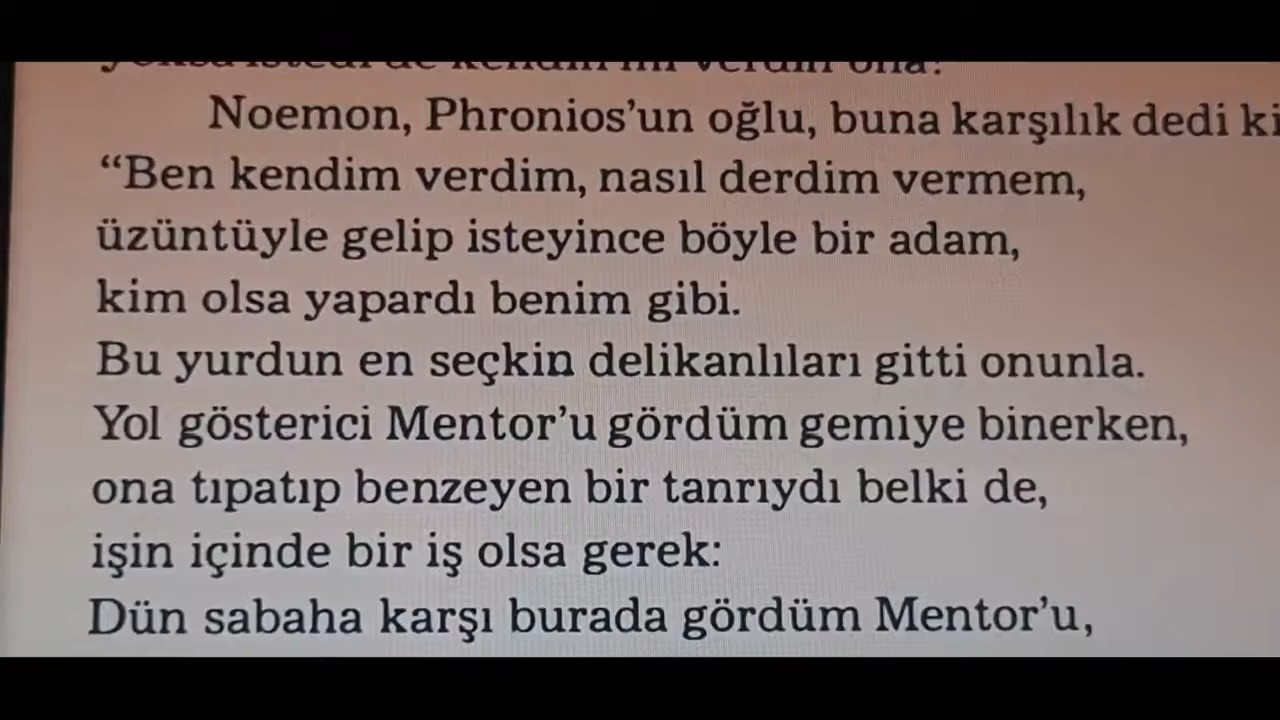 Noemon, Phronios’un oğlu, buna karşılık dedi ki
“Ben kendim verdim, nasıl derdim vermem,
üzüntüyle gelip isteyince böyle bir adam,
kim olsa yapardı benim gibi.
Bu yurdun en seçkin delikanlıları gitti onunla.
Yol gösterici Mentor’u gördüm gemiye binerken,
ona tıpatıp benzeyen bir tanrıydı belki de,
işin içinde bir iş olsa gerek:
Dün sabaha karşı burada gördüm Mentor’u,